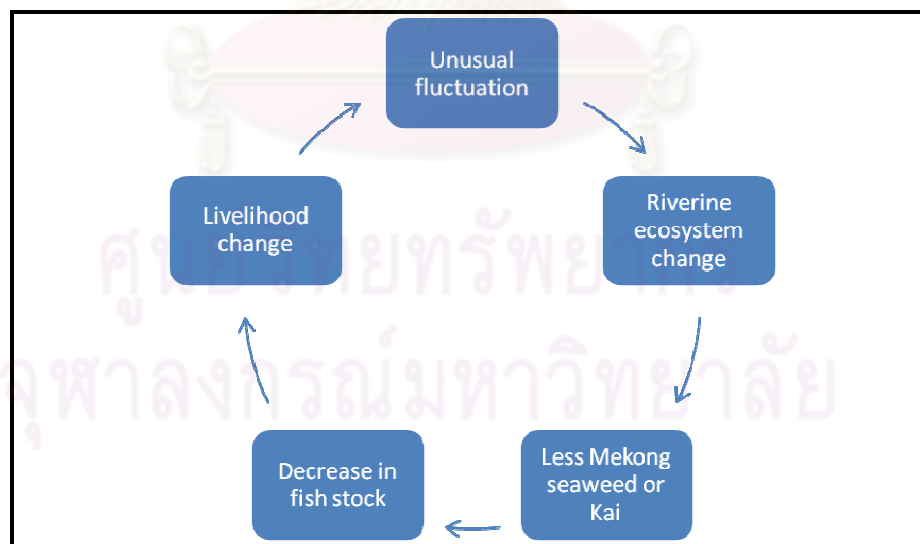 Unusual
fluctuation
Riverine
ecosystem
change
Less Mekong
seaweed or
Kai
Decrease in
fish stock
Livelihood
change
ศูนย์วิทยทรัพยากร
จุฬาลงกรณ์มหาวิทยาลัย